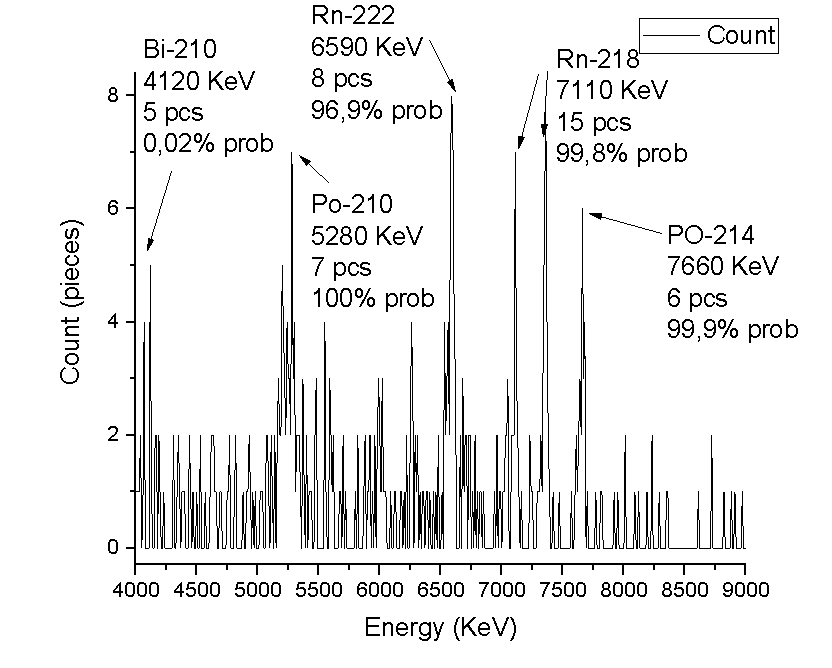 Rn-222
6590 KeV
8 pcs
96,9% prob
Count
Bi-210
4120 KeV
5 pcs
0,02% prob
Rn-218
7110 KeV
15 pcs
99,8% prob
Po-210
5280 KeV
7 pcs
100% prob
PO-214
7660 KeV
6 pcs
99,9% prob
Count (pieces)
8
6
4
2
0
4000 4500 5000 5500 6000 6500 7000 7500 8000 8500 9000
Energy (KeV)